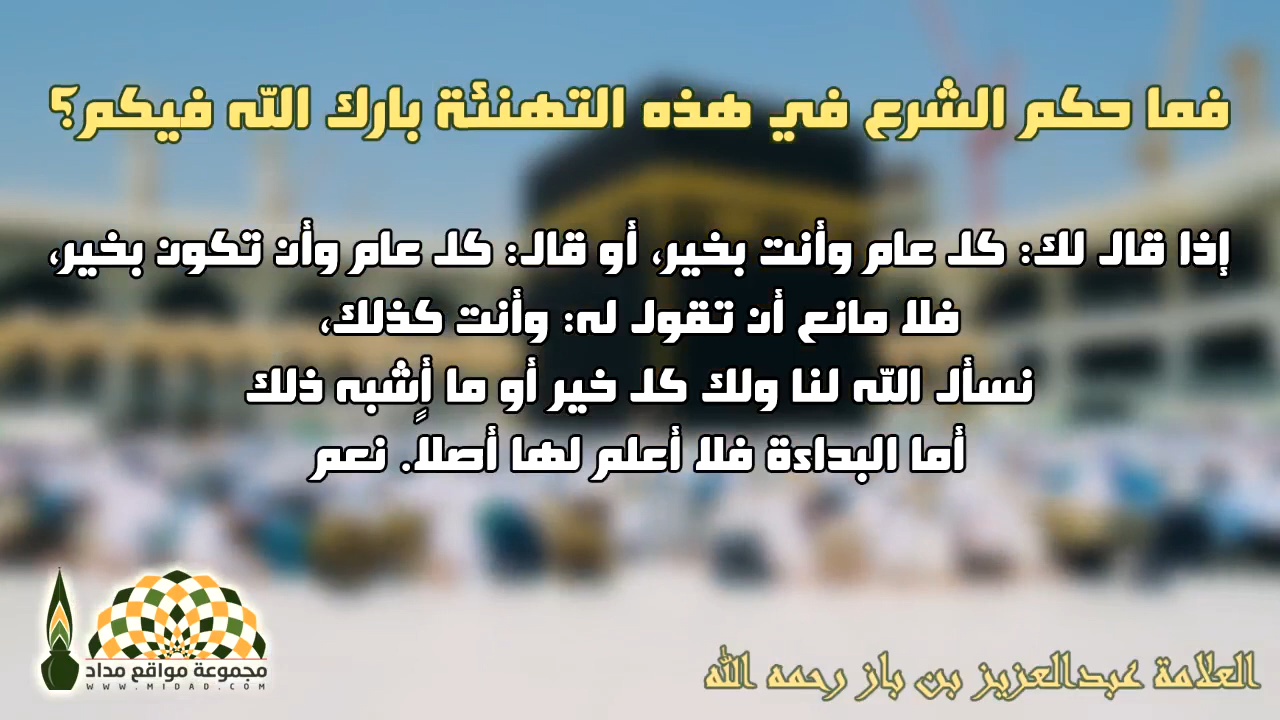 فما حكم الشرع في هذه التهنئة بارك الله فيكم؟
إذا قال لك: كل عام وأنت بخير، أو قال: كل عام وأن تكون بخير،
فلا مانع أن تقول له: وأنت كذلك،
نسأل الله لنا ولك كل خير أو ما أٍشبه ذلك
أما البداءة فلا أعلم لها أصلاً. نعم
مجموعة مواقع مداد
WWW.MIDAD.COM
العلامة عبدالعزيز بن باز رحمه الله